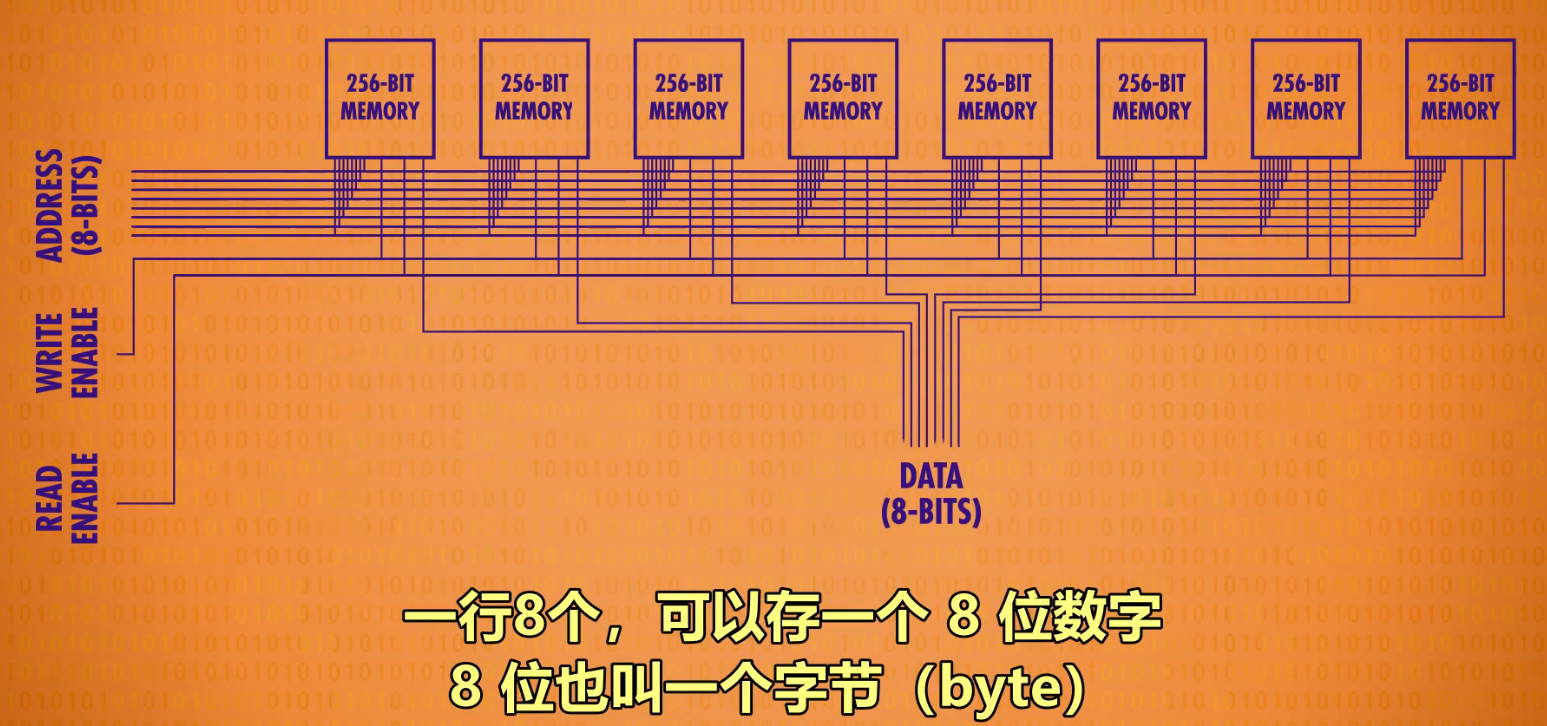 256-BIT
MEMORY
256-BIT
MEMORY
256-BIT
MEMORY
256-BIT
MEMORY
256-BIT
MEMORY
256-BIT
MEMORY
256-BIT
MEMORY
256-BIT
MEMORY
ADDRESS
(8-BITS)
WRITE
ENABLE
READ
ENABLE
DATA
(8-BITS)
一行8个，可以存一个 8 位数字
8 位也叫一个字节（byte）